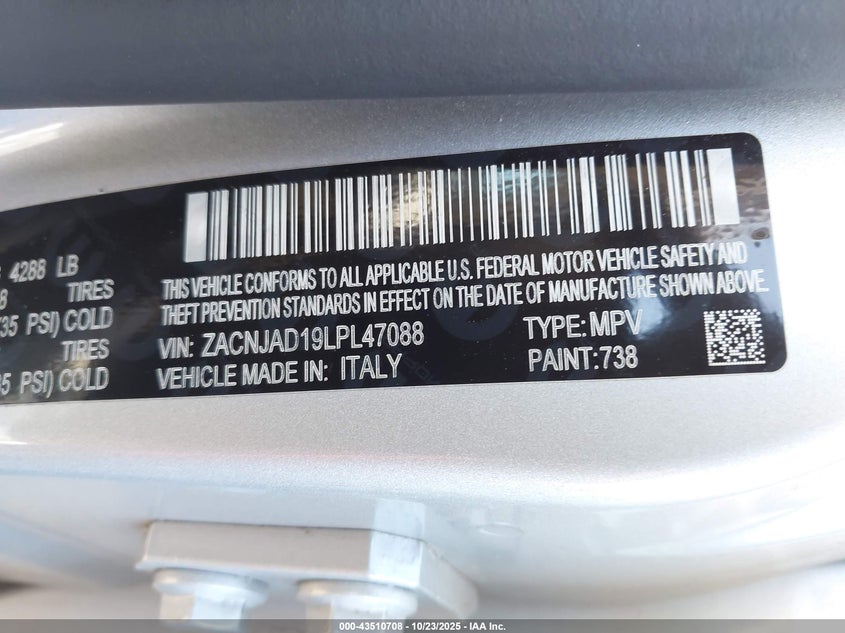 4288 LB
TIRES
35 PSI) COLD
TIRES
35 PSI) COLD
THIS VEHICLE CONFORMS TO ALL APPLICABLE U.S. FEDERAL MOTOR VEHICLE SAFETY AND
THEFT PREVENTION STANDARDS IN EFFECT ON THE DATE OF MANUFACTURE SHOWN ABOVE.
VIN: ZACNJAD19LPL47088 TYPE: MPV
VEHICLE MADE IN: ITALY PAINT: 738
000-43510708 | 10/23/2025 | IAA Inc.